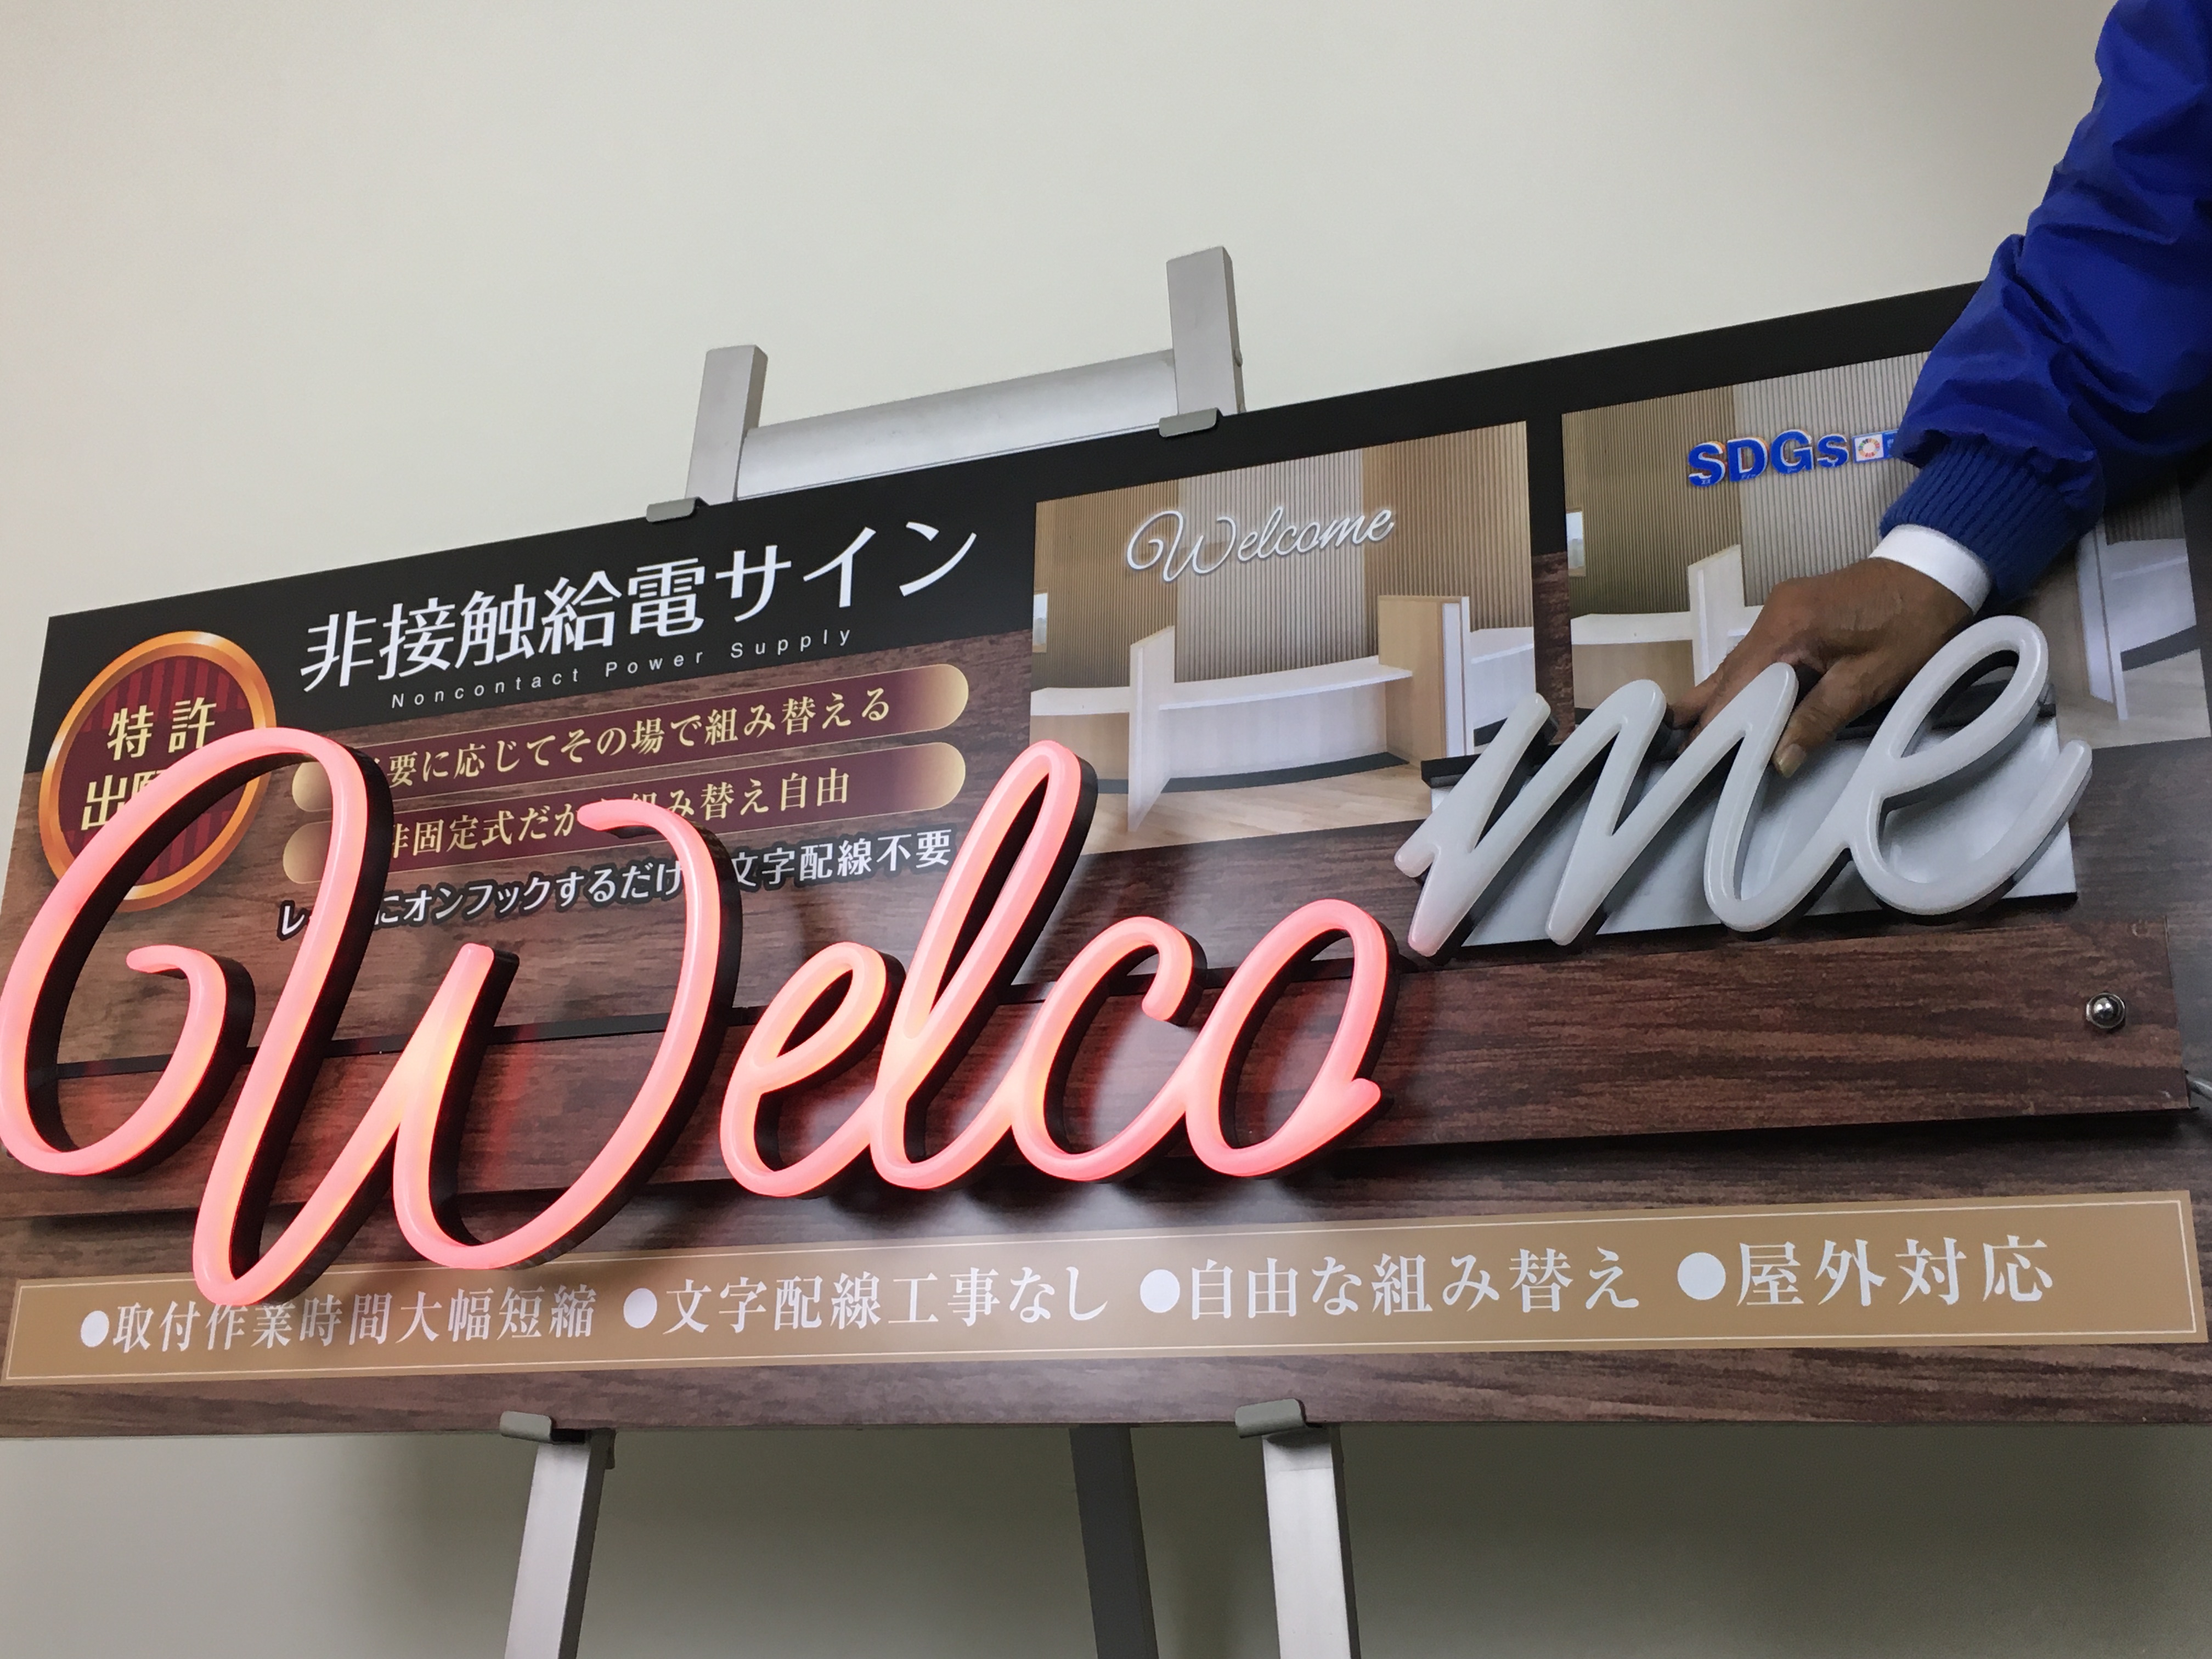 非接触給電サイン
Noncontact Power Supply
特許
出
要に応じてその場で組み替える
非固定式だか 組み替え自由
にオンフックするだけ 文字配線不要
Welcome
SDGs
Welco
me
●取付作業時間大幅短縮 ●文字配線工事なし ●自由な組み替え ●屋外対応